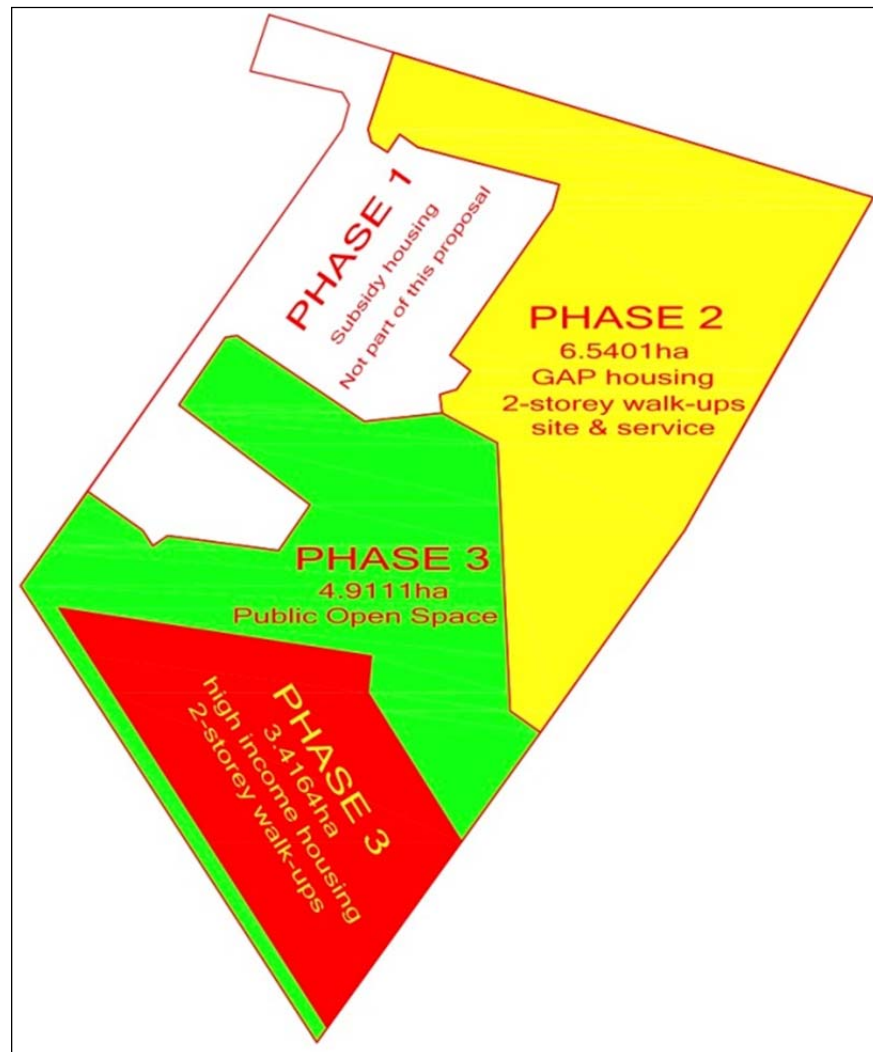 PHASE 1
Subsidy housing
Not part of this proposal
PHASE 2
6.5401ha
GAP housing
2-storey walk-ups
site & service
PHASE 3
4.9111ha
Public Open Space
PHASE 3
3.4164ha
high income housing
2-storey walk-ups